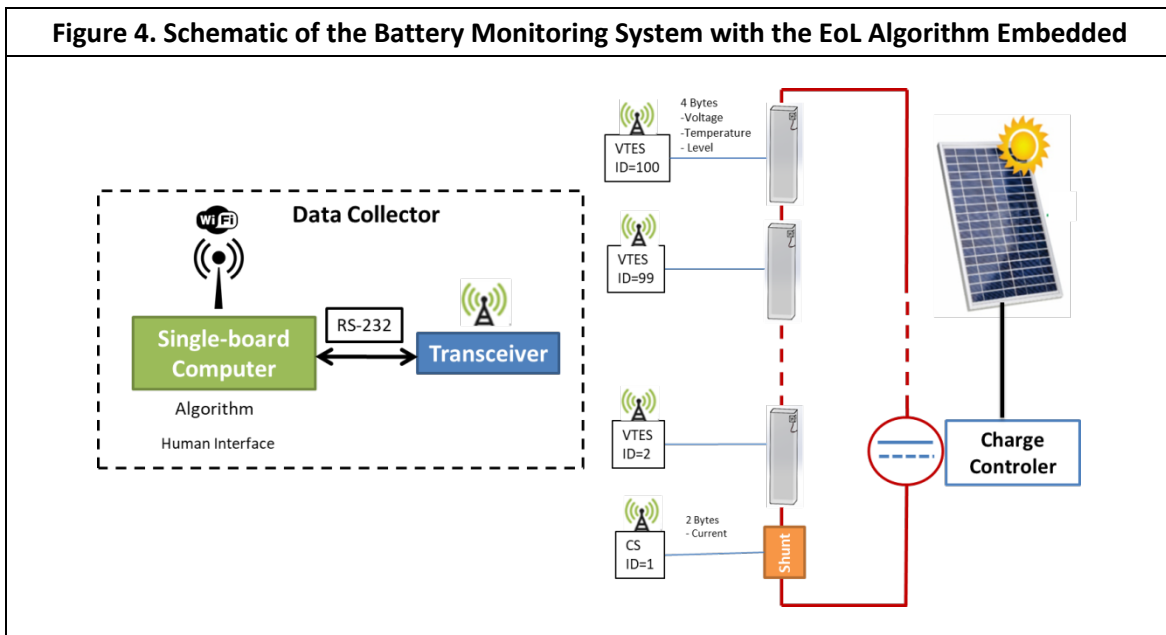 Figure 4. Schematic of the Battery Monitoring System with the EoL Algorithm Embedded
WiFi
Data Collector
Single-board
Computer
RS-232
Transceiver
Algorithm
Human Interface
VTES
ID=100
4 Bytes
-Voltage
-Temperature
- Level
VTES
ID=99
VTES
ID=2
CS
ID=1
2 Bytes
- Current
Shunt
Charge
Controler